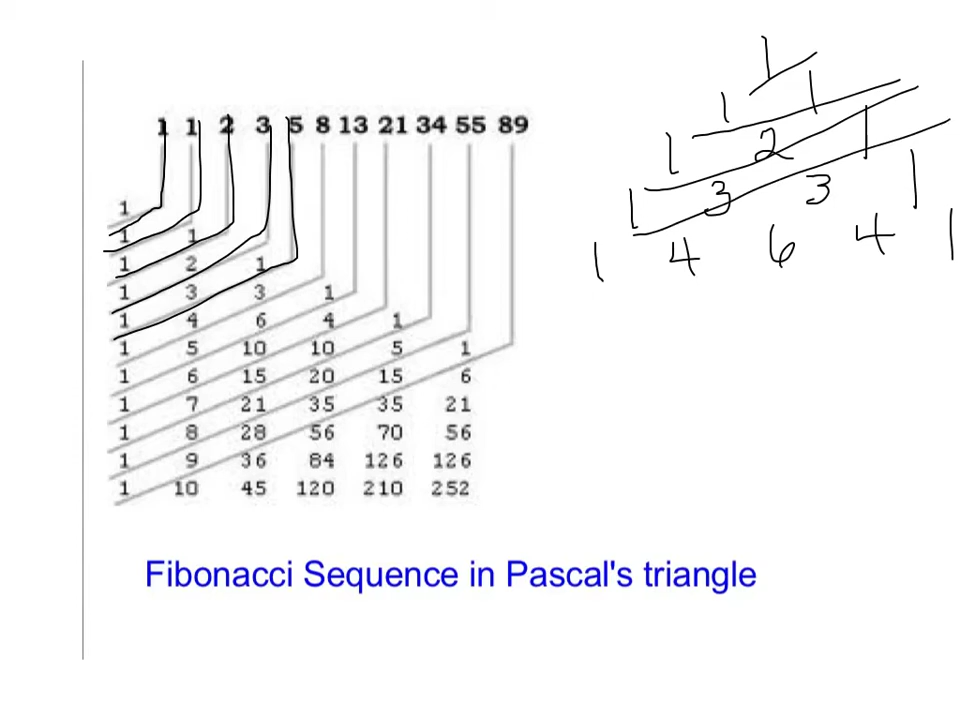 1 1 2 3 5 8 13 21 34 55 89
1
1 1
1 2 1
1 3 3 1
1 4 6 4 1
1 5 10 10 5 1
1 6 15 20 15 6
1 7 21 35 35 21
1 8 28 56 70 56
1 9 36 84 126 126
1 10 45 120 210 252
1
1 1
1 2 1
1 3 3 1
1 4 6 4 1
Fibonacci Sequence in Pascal's triangle